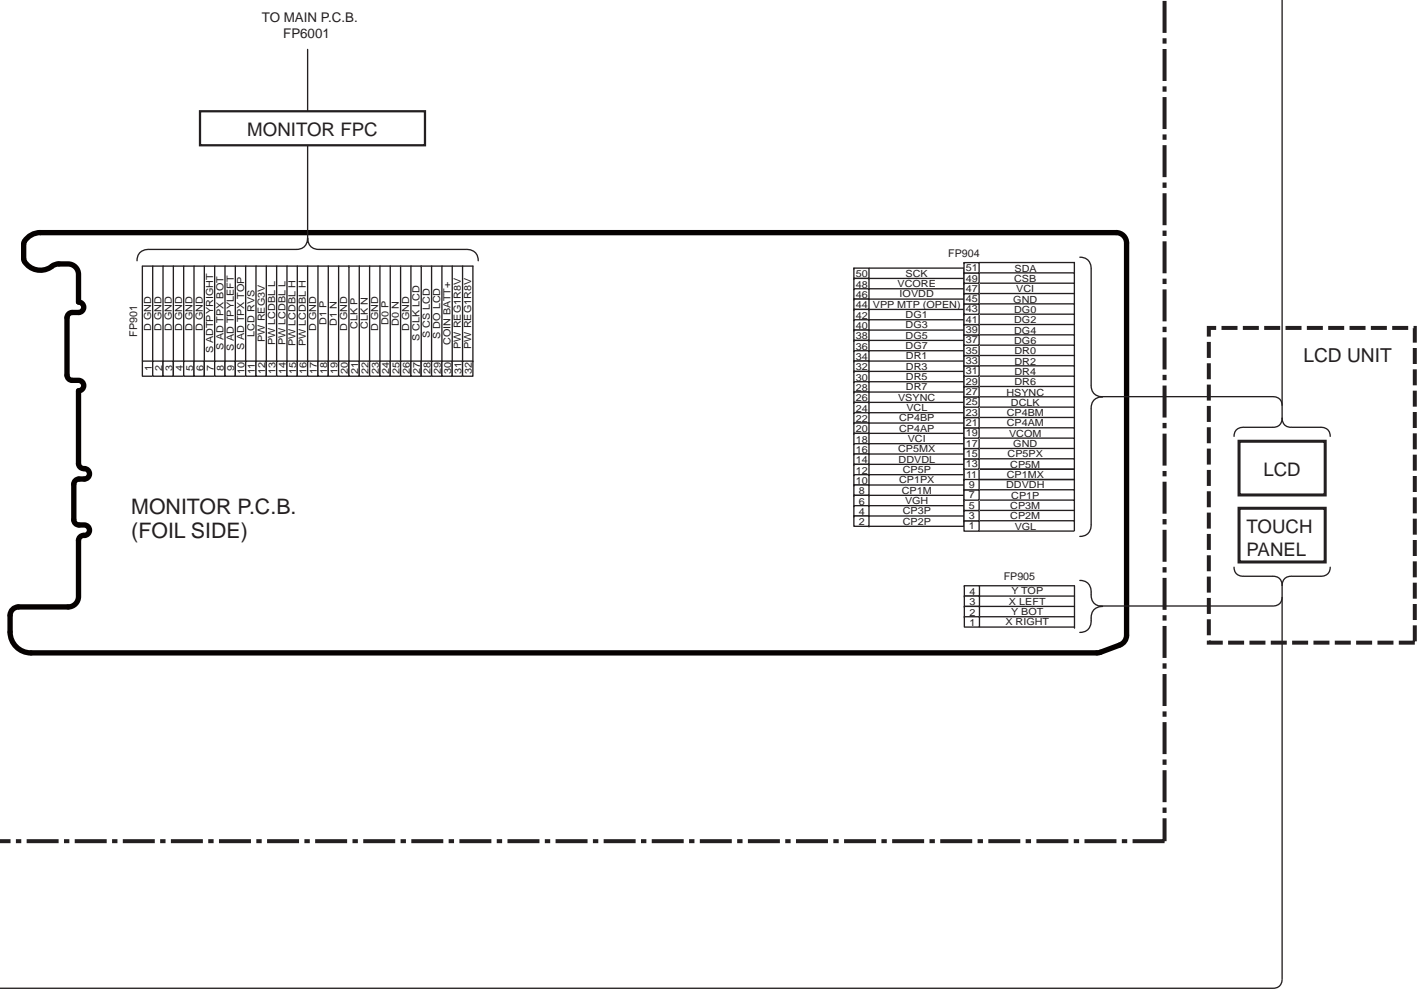 TO MAIN P.C.B.
FP6001
MONITOR FPC
FP901
1 D GND
2 D GND
3 D GND
4 D GND
5 D GND
6 D GND
7 S ADTPYRIGHT
8 S AD TPX BOT
9 S AD TPYLEFT
10 S AD TPX TOP
11 LCD RVS
12 PW REG3V
13 PW LCDBL L
14 PW LCDBL L
15 PW LCDBL H
16 PW LCDBL H
17 D GND
18 D1 P
19 D1 N
20 D GND
21 CLK P
22 CLK N
23 D GND
24 D0 P
25 D0 N
26 D GND
27 S CLK LCD
28 S CS LCD
29 S DO LCD
30 COIN BATT+
31 PW REG1R8V
32 PW REG1R8V
MONITOR P.C.B.
(FOIL SIDE)
FP904
51 SDA
50 SCK
49 CSB
48 VCORE
47 VCI
46 IOVDD
45 GND
44 VPP MTP (OPEN)
43 DG0
42 DG1
41 DG2
40 DG3
39 DG4
38 DG5
37 DG6
36 DG7
35 DR0
34 DR1
33 DR2
32 DR3
31 DR4
30 DR5
29 DR6
28 DR7
27 HSYNC
26 VSYNC
25 DCLK
24 VCL
23 CP4BM
22 CP4BP
21 CP4AM
20 CP4AP
19 VCOM
18 VCI
17 GND
16 CP5MX
15 CP5PX
14 DDVDL
13 CP5M
12 CP5P
11 CP1MX
10 CP1PX
9 DDVDH
8 CP1M
7 CP1P
6 VGH
5 CP3M
4 CP3P
3 CP2M
2 CP2P
1 VGL
FP905
4 Y TOP
3 X LEFT
2 Y BOT
1 X RIGHT
LCD UNIT
LCD
TOUCH
PANEL